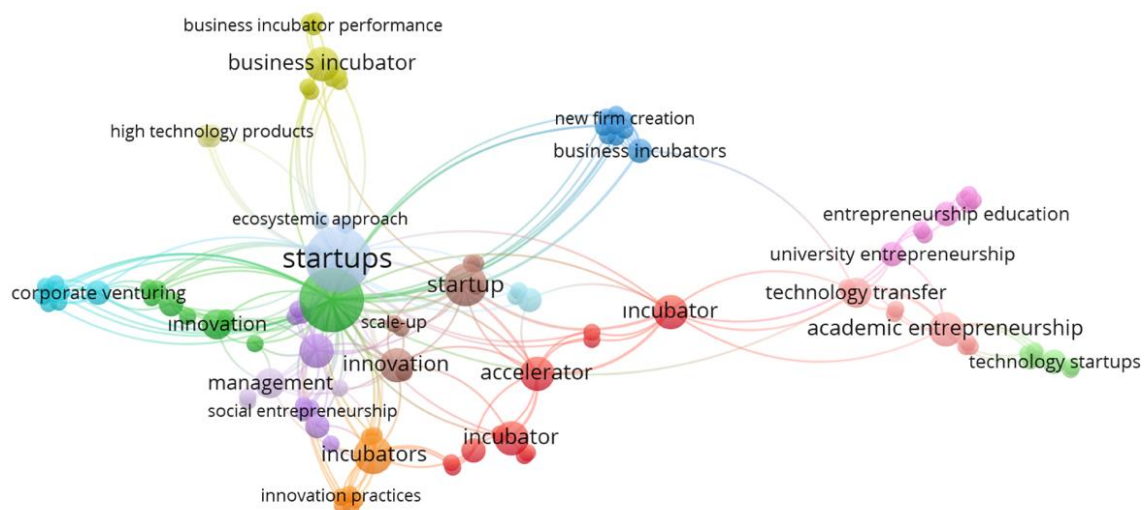 business incubator performance
business incubator
high technology products
new firm creation
business incubators
ecosystemic approach
entrepreneurship education
startups
university entrepreneurship
startup
technology transfer
corporate venturing
incubator
innovation
scale-up
academic entrepreneurship
innovation
accelerator
technology startups
management
social entrepreneurship
incubator
incubators
innovation practices